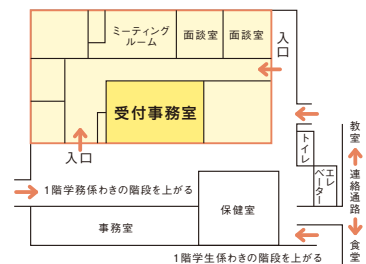 ミーティング
ルーム
面談室
面談室
入口
受付事務室
入口
トイレ
エレ
ベーター
教室
連絡通路
食堂
1階学務係わきの階段を上がる
保健室
事務室
1階学生係わきの階段を上がる